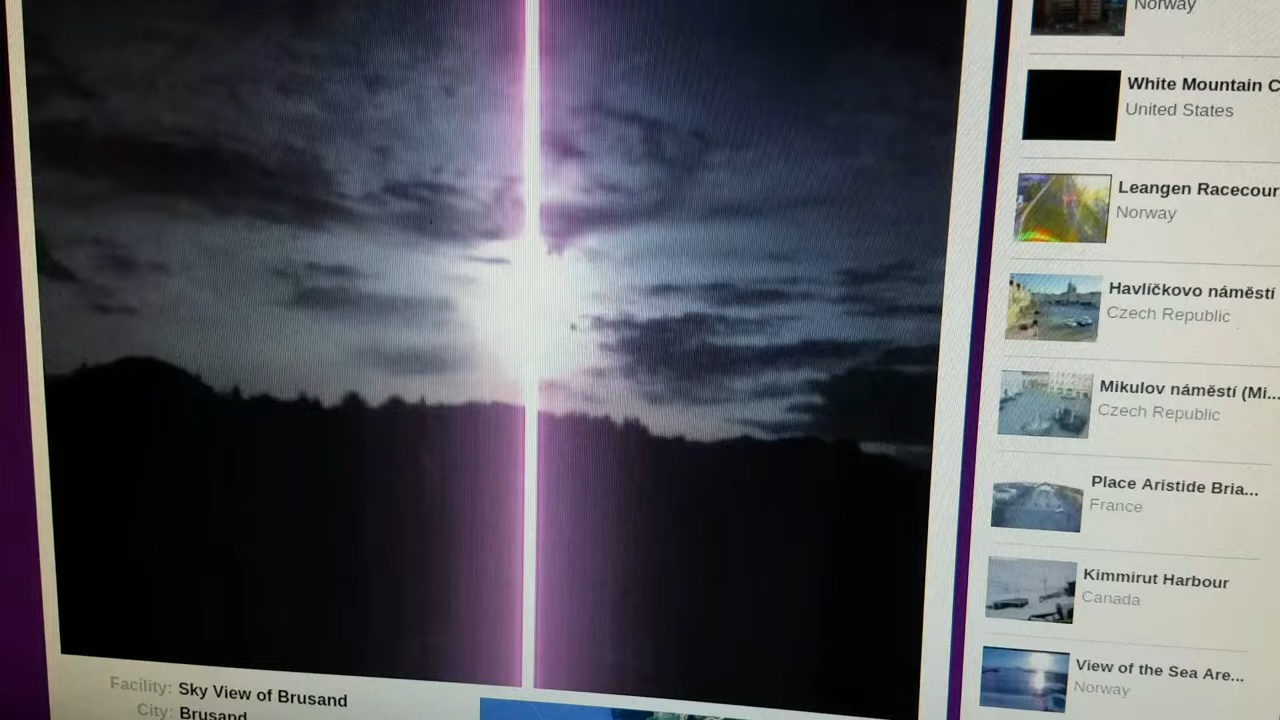 Norway
White Mountain C
United States
Leangen Racecour
Norway
Havlíčkovo náměstí
Czech Republic
Mikulov náměstí (Mi...
Czech Republic
Place Aristide Bria...
France
Kimmirut Harbour
Canada
View of the Sea Are...
Norway
Facility: Sky View of Brusand
City: Brusand